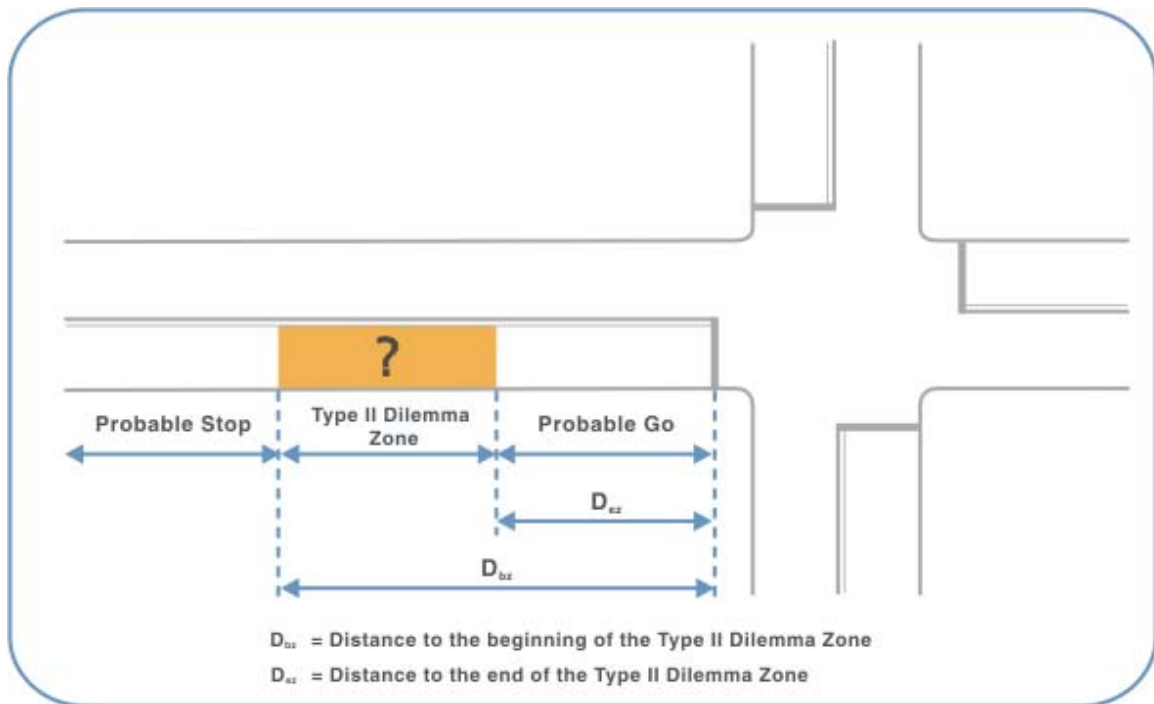 ?
Probable Stop
Type II Dilemma
Zone
Probable Go
Dez
Dbz
Dbz = Distance to the beginning of the Type II Dilemma Zone
Dez = Distance to the end of the Type II Dilemma Zone